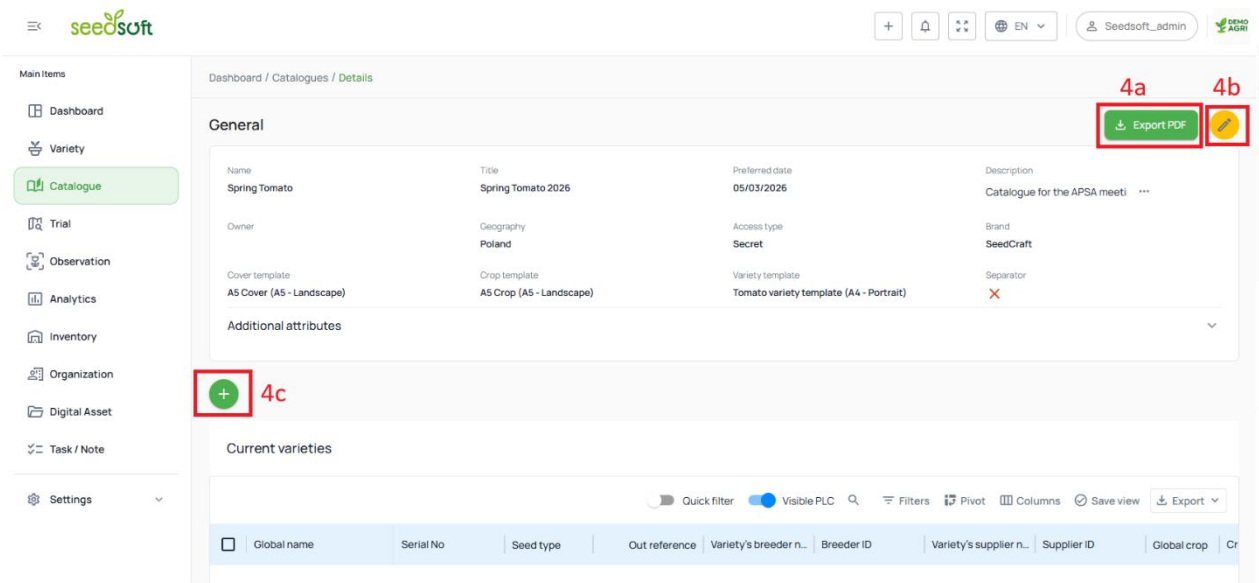 seedsoft
EN
Seedsoft_admin
DEMO
AGRI
Main Items
Dashboard
Variety
Catalogue
Trial
Observation
Analytics
Inventory
Organization
Digital Asset
Task / Note
Settings
Dashboard / Catalogues / Details
4a
4b
General
Export PDF
Name
Title
Preferred date
Description
Spring Tomato
Spring Tomato 2026
05/03/2026
Catalogue for the APSA meeti ...
Owner
Geography
Access type
Brand
Poland
Secret
SeedCraft
Cover template
Crop template
Variety template
Separator
A5 Cover (A5 - Landscape)
A5 Crop (A5 - Landscape)
Tomato variety template (A4 - Portrait)
Additional attributes
4c
Current varieties
Quick filter
Visible PLC
Filters
Pivot
Columns
Save view
Export
Global name
Serial No
Seed type
Out reference
Variety's breeder n...
Breeder ID
Variety's supplier n...
Supplier ID
Global crop
Cr